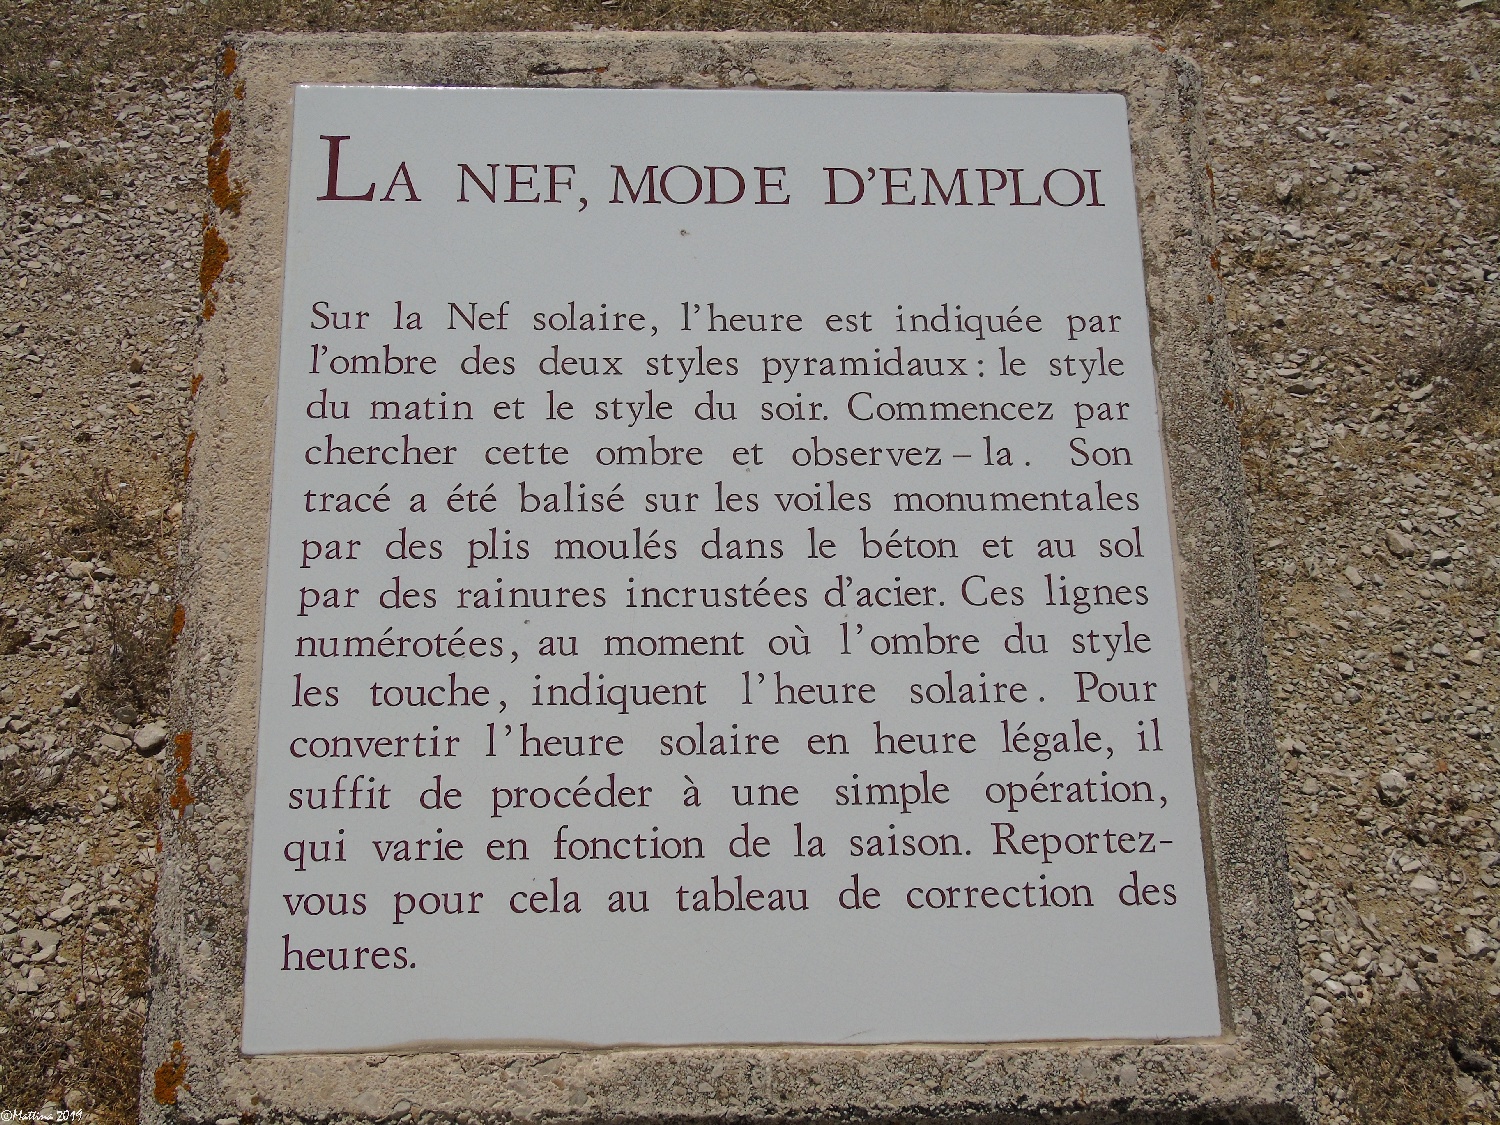 LA NEF, MODE D'EMPLOI
Sur la Nef solaire, l'heure est indiquée par
l'ombre des deux styles pyramidaux : le style
du matin et le style du soir. Commencez par
chercher cette ombre et observez – la. Son
tracé a été balisé sur les voiles monumentales
par des plis moulés dans le béton et au sol
par des rainures incrustées d'acier. Ces lignes
numérotées, au moment où l'ombre du style
les touche, indiquent l'heure solaire. Pour
convertir l'heure solaire en heure légale, il
suffit de procéder à une simple opération,
qui varie en fonction de la saison. Reportez-
vous pour cela au tableau de correction des
heures.
©Mattina 2019